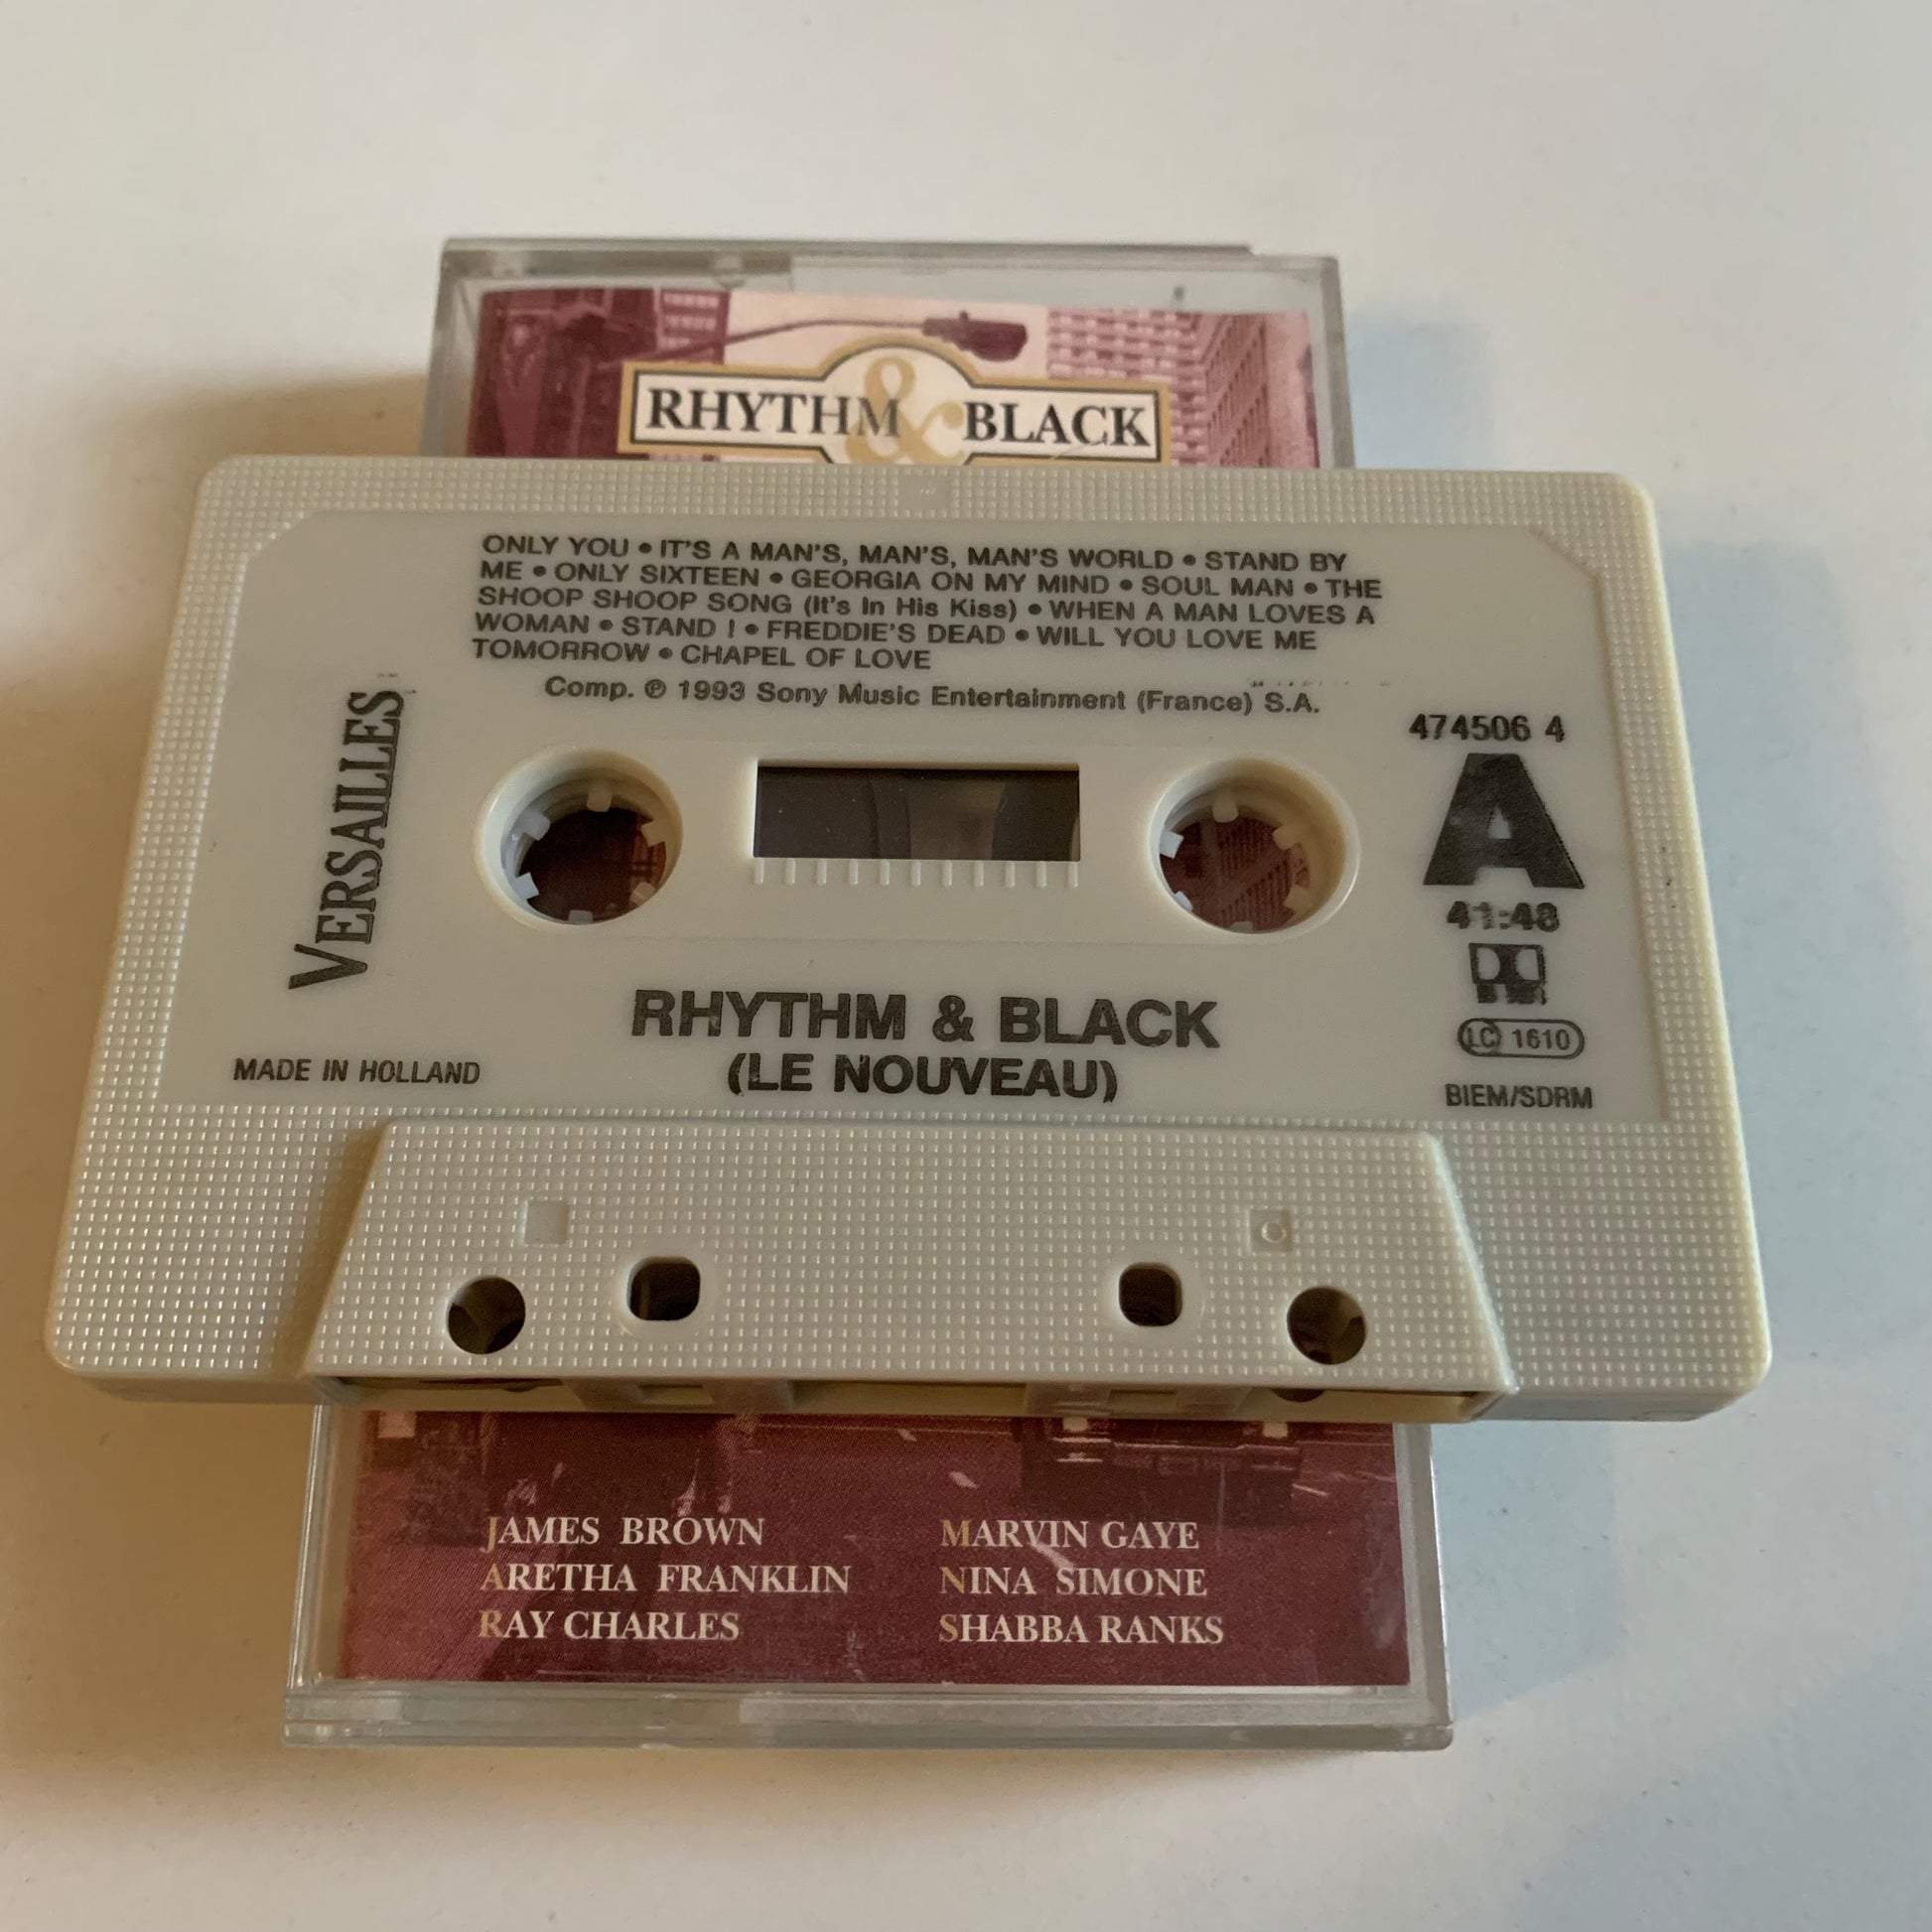 RHYTHM & BLACK
ONLY YOU • IT'S A MAN'S, MAN'S, MAN'S WORLD • STAND BY
ME • ONLY SIXTEEN • GEORGIA ON MY MIND • SOUL MAN • THE
SHOOP SHOOP SONG (It's In His Kiss) • WHEN A MAN LOVES A
WOMAN • STAND ! • FREDDIE'S DEAD • WILL YOU LOVE ME
TOMORROW • CHAPEL OF LOVE
Comp. ℗ 1993 Sony Music Entertainment (France) S.A.
VERSAILLES
474506 4
A
41:48
RHYTHM & BLACK
(LE NOUVEAU)
MADE IN HOLLAND
LC 1610
BIEM/SDRM
JAMES BROWN
ARETHA FRANKLIN
RAY CHARLES
MARVIN GAYE
NINA SIMONE
SHABBA RANKS